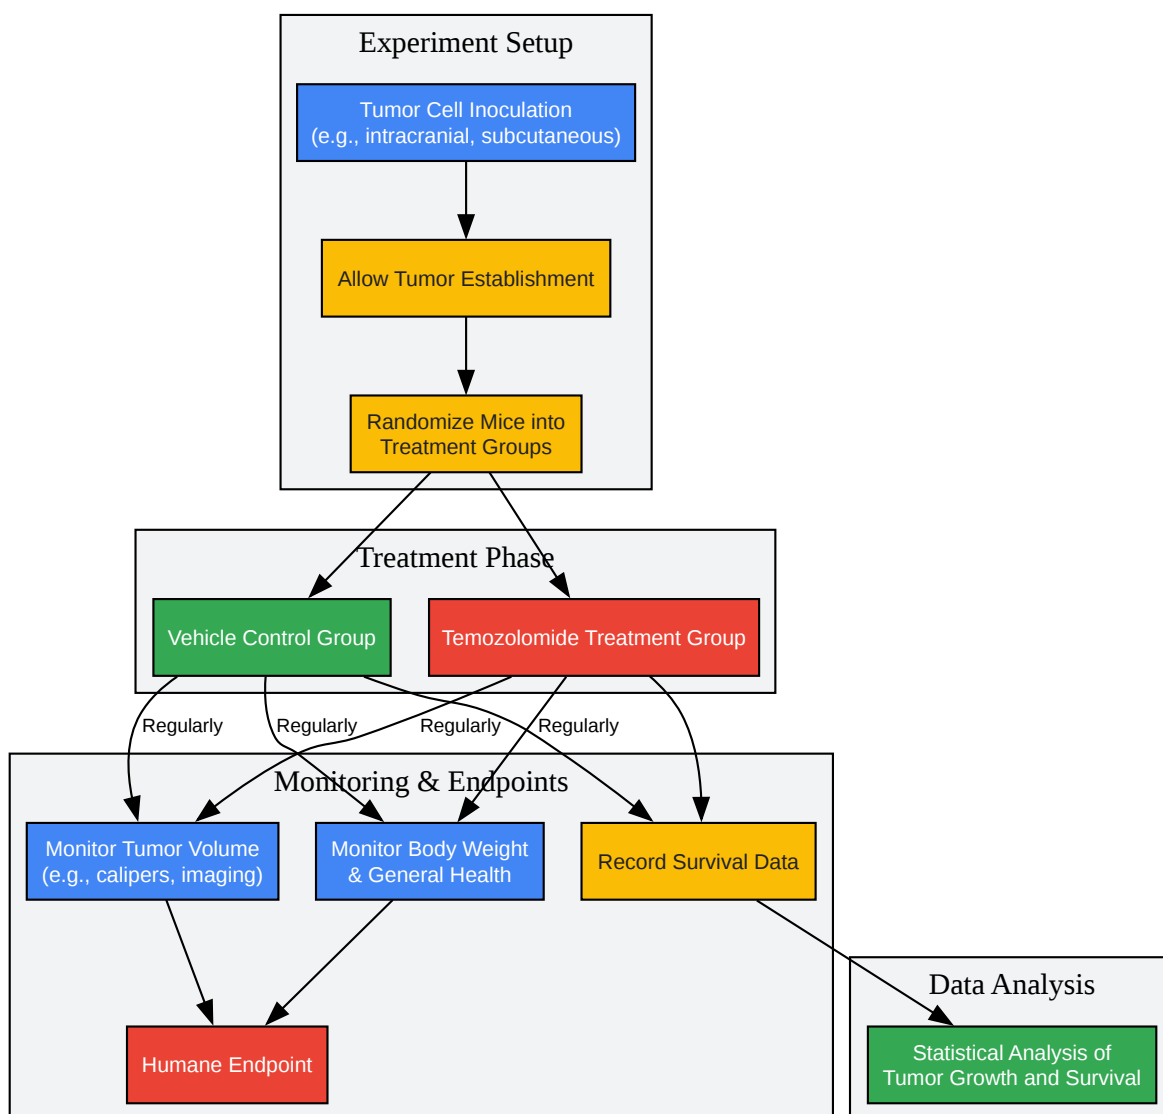 Experiment Setup
Tumor Cell Inoculation
(e.g., intracranial, subcutaneous)
Allow Tumor Establishment
Randomize Mice into
Treatment Groups
Treatment Phase
Vehicle Control Group
Temozolomide Treatment Group
Regularly
Regularly
Regularly
Regularly
Monitoring & Endpoints
Monitor Tumor Volume
(e.g., calipers, imaging)
Monitor Body Weight
& General Health
Record Survival Data
Humane Endpoint
Data Analysis
Statistical Analysis of
Tumor Growth and Survival